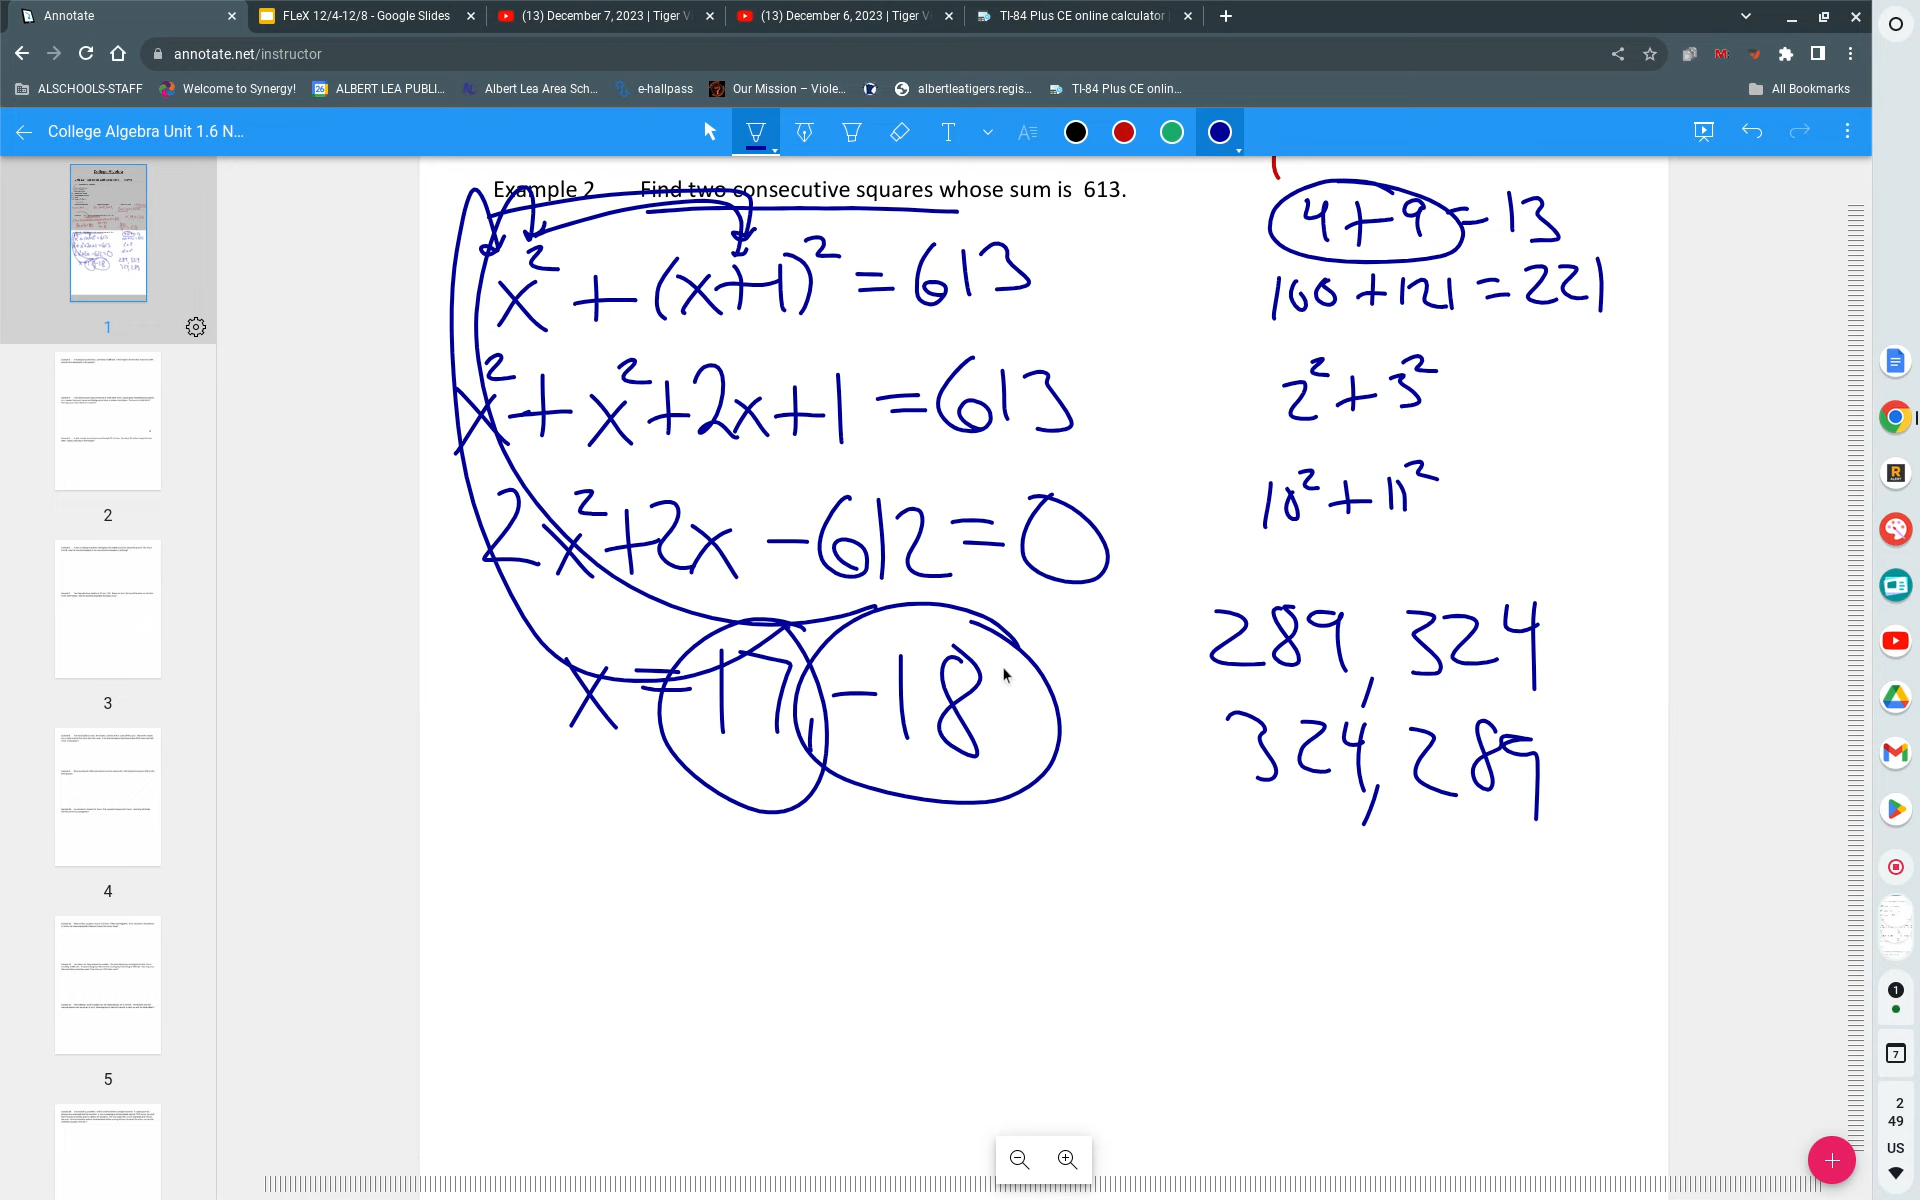 Annotate
FLeX 12/4-12/8 - Google Slides
(13) December 7, 2023 | Tiger V
(13) December 6, 2023 | Tiger V
TI-84 Plus CE online calculator
annotate.net/instructor
ALSCHOOLS-STAFF
Welcome to Synergy!
ALBERT LEA PUBLI...
Albert Lea Area Sch...
e-hallpass
Our Mission – Viole...
albertleatigers.regis...
TI-84 Plus CE onlin...
All Bookmarks
College Algebra Unit 1.6 N...
Example 2 Find two consecutive squares whose sum is 613.
x² + (x+1)² = 613
x² + x² + 2x + 1 = 613
2x² + 2x - 612 = 0
x = 17, -18
4 + 9 = 13
100 + 121 = 221
2² + 3²
10² + 11²
289, 324
324, 289
1
2
3
4
5
1
7
2
49
US